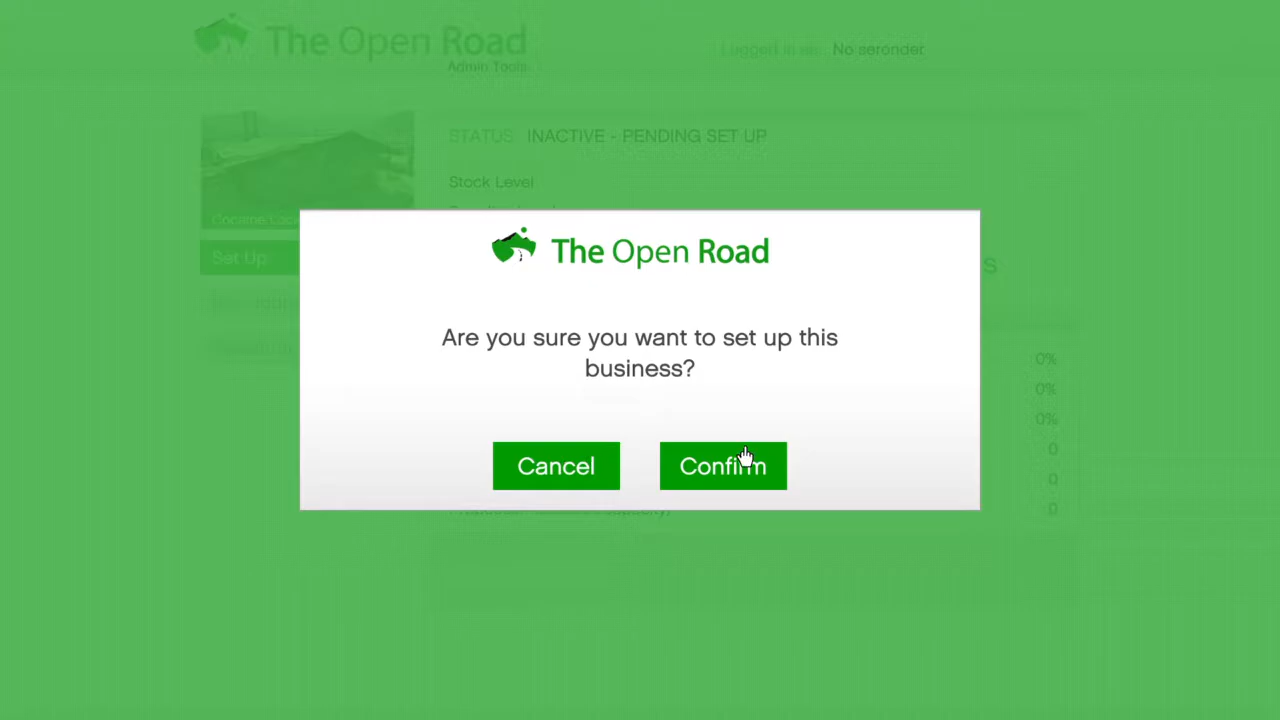 The Open Road
Admin Tools
Logged in as: No seronder
STATUS: INACTIVE - PENDING SET UP
Stock Level
Set Up
The Open Road
Are you sure you want to set up this
business?
0%
0%
0%
0
0
0
Cancel
Confirm